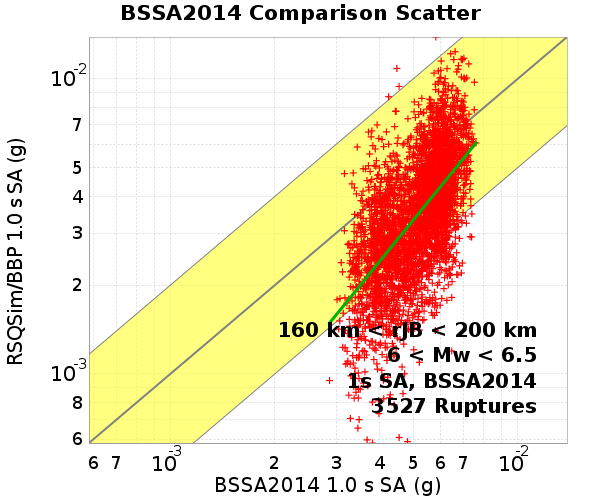 BSSA2014 Comparison Scatter
RSQSim/BBP 1.0 s SA (g)
10-2
7
5
4
3
2
10-3
8
6
160 km < rJB < 200 km
6 < Mw < 6.5
1s SA, BSSA2014
3527 Ruptures
6 7 10-3 2 3 4 5 6 7 10-2
BSSA2014 1.0 s SA (g)